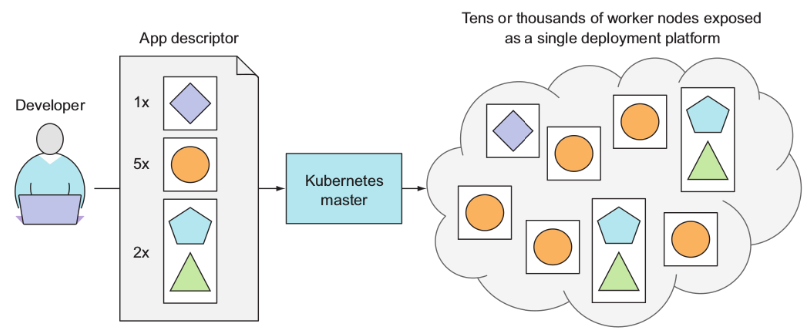 Tens or thousands of worker nodes exposed
as a single deployment platform
App descriptor
Developer
1x
5x
2x
Kubernetes
master